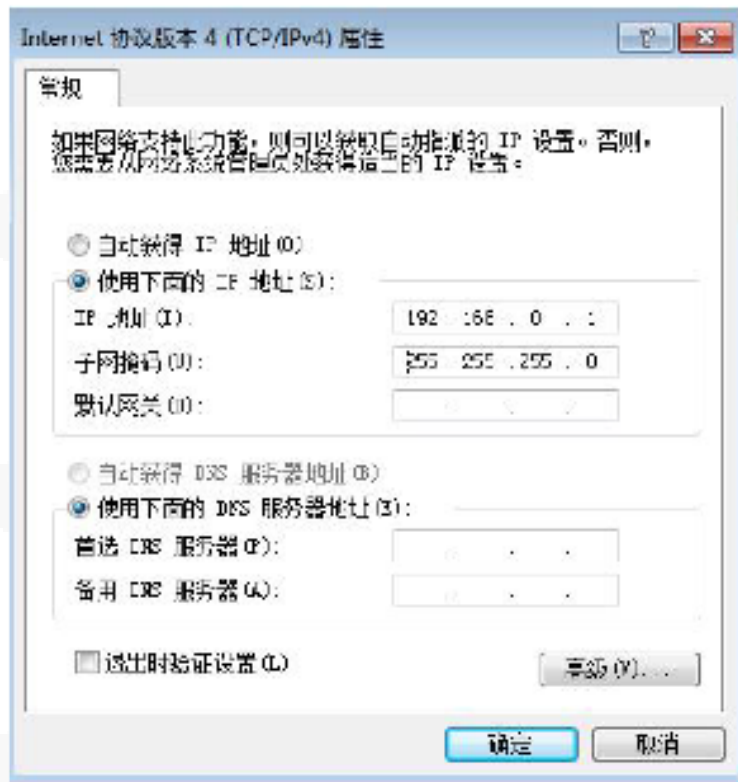 Internet 协议版本 4 (TCP/IPv4) 属性
常规
如果网络支持此功能，则可以获取自动指派的 IP 设置。否则，
您需要从网络系统管理员处获得适当的 IP 设置。
自动获得 IP 地址(O)
使用下面的 IP 地址(S):
IP 地址(I):
192 . 168 . 0 . 1
子网掩码(U):
255 . 255 . 255 . 0
默认网关(D):
自动获得 DNS 服务器地址(B)
使用下面的 DNS 服务器地址(E):
首选 DNS 服务器(P):
备用 DNS 服务器(A):
退出时验证设置(L)
高级(V)...
确定
取消